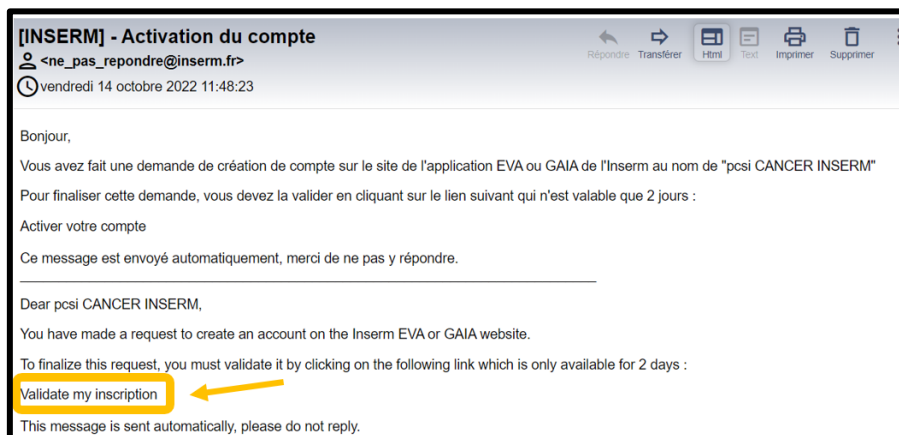 [INSERM] - Activation du compte
<ne_pas_repondre@inserm.fr>
vendredi 14 octobre 2022 11:48:23
Répondre Transférer Html Text Imprimer Supprimer
Bonjour,
Vous avez fait une demande de création de compte sur le site de l'application EVA ou GAIA de l'Inserm au nom de "pcsi CANCER INSERM"
Pour finaliser cette demande, vous devez la valider en cliquant sur le lien suivant qui n'est valable que 2 jours :
Activer votre compte
Ce message est envoyé automatiquement, merci de ne pas y répondre.
Dear pcsi CANCER INSERM,
You have made a request to create an account on the Inserm EVA or GAIA website.
To finalize this request, you must validate it by clicking on the following link which is only available for 2 days :
Validate my inscription
This message is sent automatically, please do not reply.